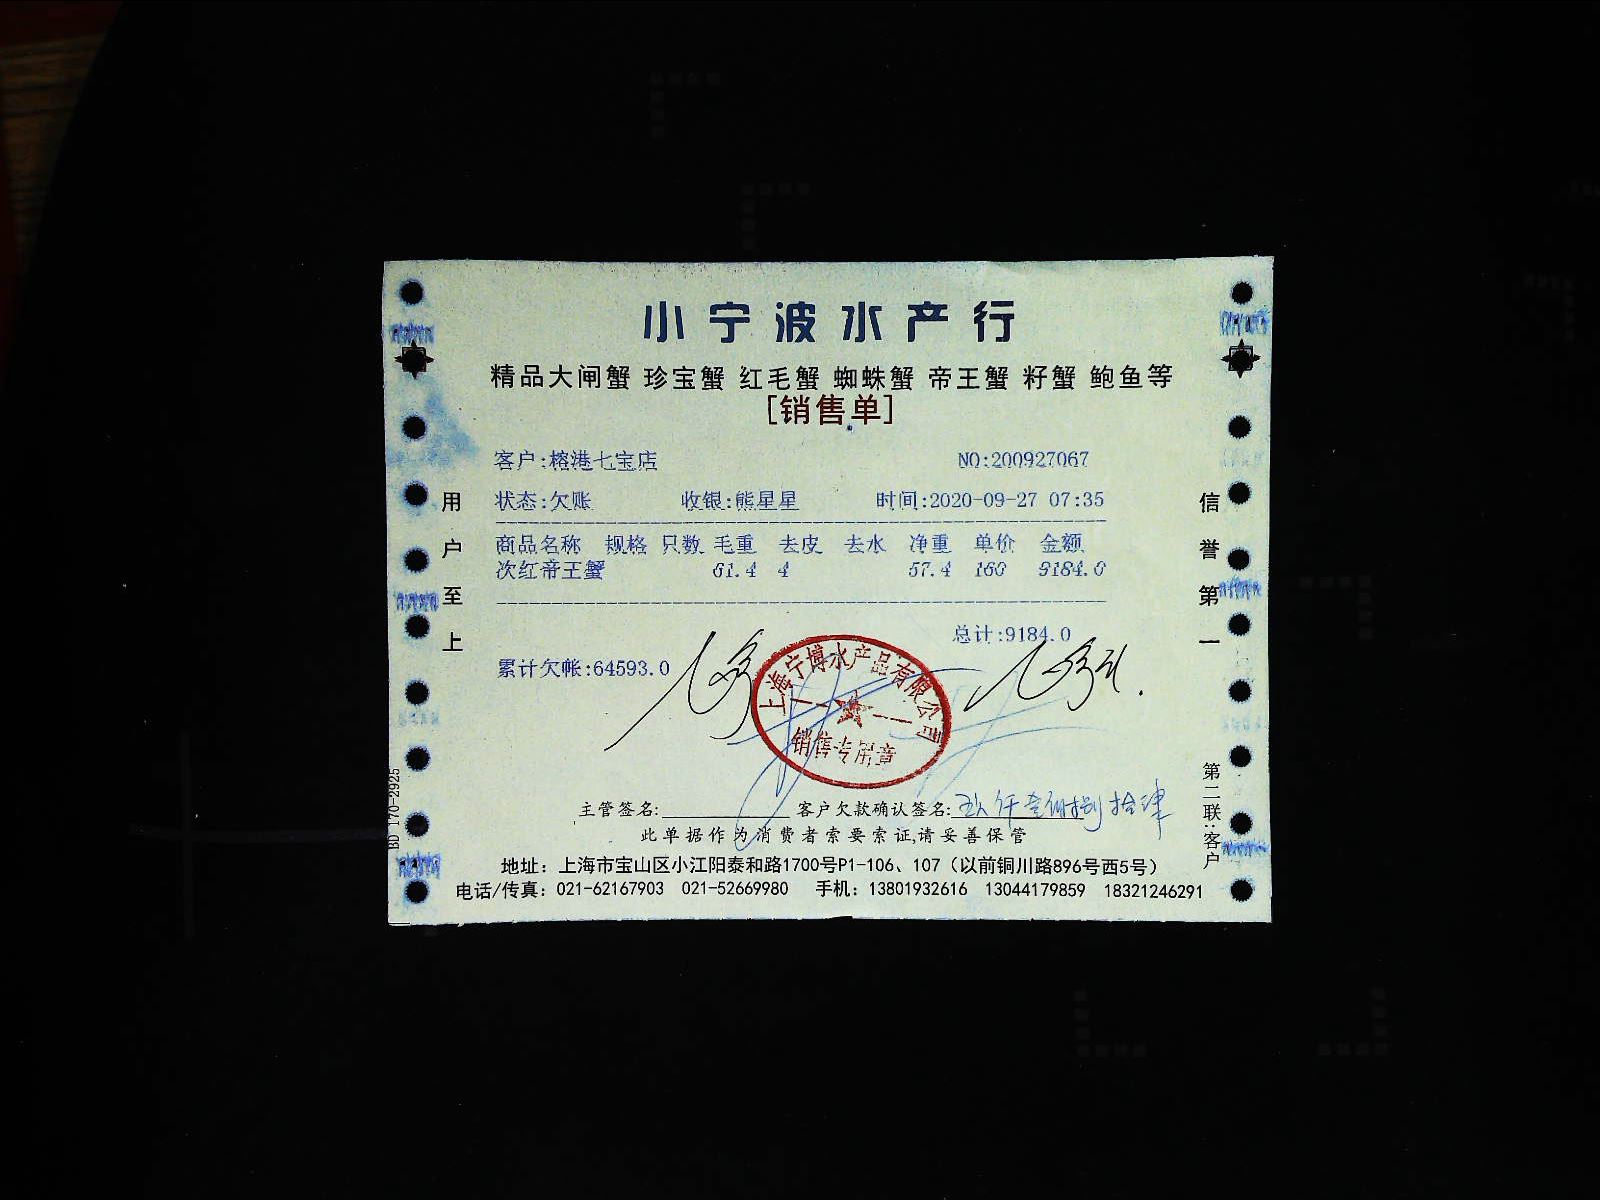 小宁波水产行
精品大闸蟹 珍宝蟹 红毛蟹 蜘蛛蟹 帝王蟹 籽蟹 鲍鱼等
[销售单]
客户:榕港七宝店 NO:200927067
状态:欠账 收银:熊星星 时间:2020-09-27 07:35
商品名称 规格 只数 毛重 去皮 去水 净重 单价 金额
次红帝王蟹 61.4 4 57.4 160 9184.0
总计:9184.0
累计欠帐:64593.0
上海宁博水产品有限公司
销售专用章
主管签名: 客户欠款确认签名:玖仟壹佰捌拾肆
此单据作为消费者索要索证,请妥善保管
地址：上海市宝山区小江阳泰和路1700号P1-106、107（以前铜川路896号西5号）
电话/传真：021-62167903 021-52669980 手机：13801932616 13044179859 18321246291
用户至上
信誉第一
第二联:客户
BD 170-2925